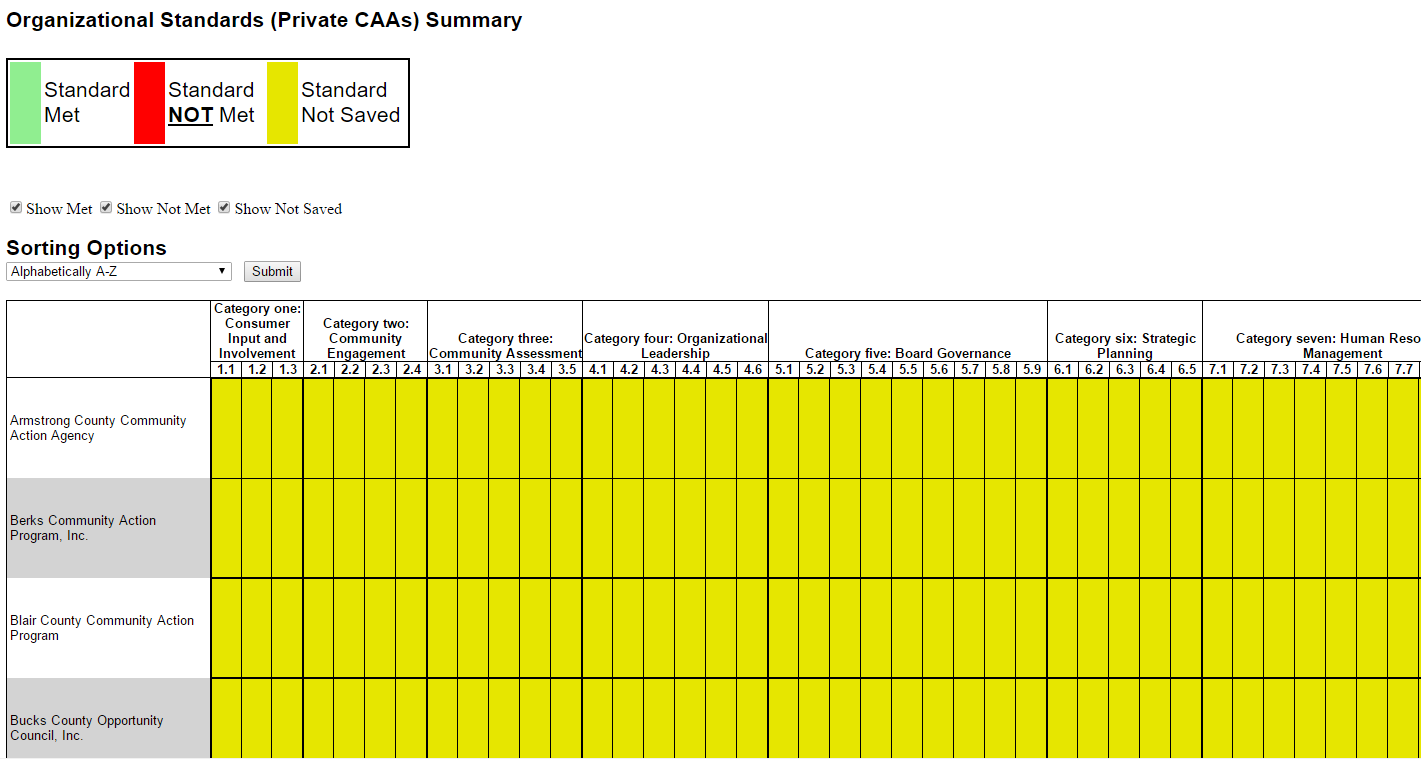 Organizational Standards (Private CAAs) Summary
Standard
Met
Standard
NOT Met
Standard
Not Saved
Show Met Show Not Met Show Not Saved
Sorting Options
Alphabetically A-Z
Submit
Category one:
Consumer
Input and
Involvement
Category two:
Community
Engagement
Category three:
Community Assessment
Category four: Organizational
Leadership
Category five: Board Governance
Category six: Strategic
Planning
Category seven: Human Reso
Management
1.1 1.2 1.3 2.1 2.2 2.3 2.4 3.1 3.2 3.3 3.4 3.5 4.1 4.2 4.3 4.4 4.5 4.6 5.1 5.2 5.3 5.4 5.5 5.6 5.7 5.8 5.9 6.1 6.2 6.3 6.4 6.5 7.1 7.2 7.3 7.4 7.5 7.6 7.7
Armstrong County Community
Action Agency
Berks Community Action
Program, Inc.
Blair County Community Action
Program
Bucks County Opportunity
Council, Inc.